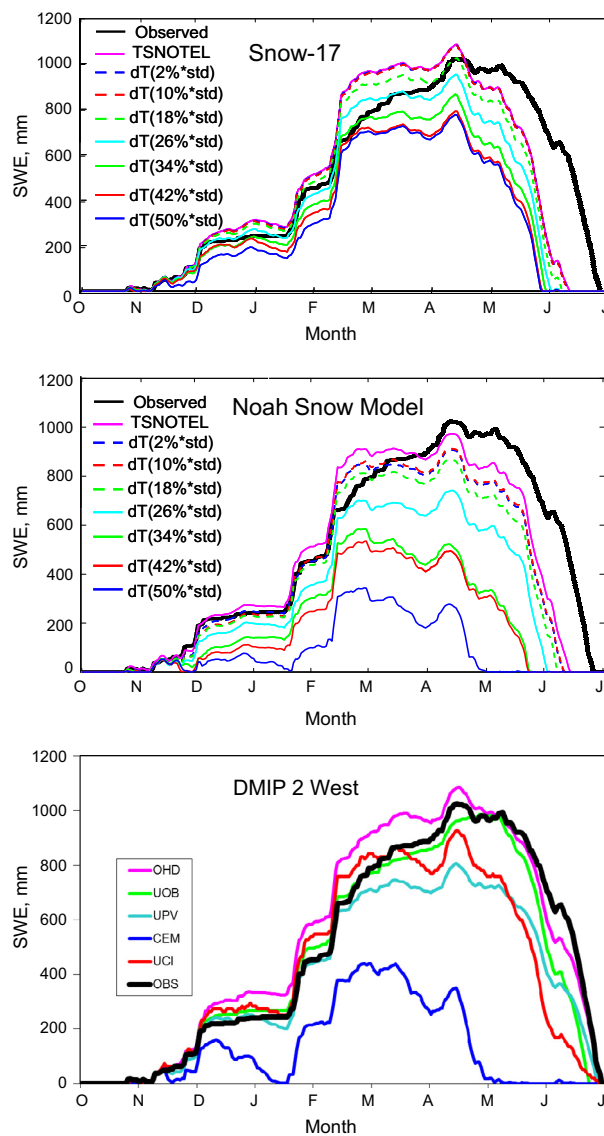 1200
1000
800
600
400
200
0
SWE, mm
Snow-17
Observed
TSNOTEL
dT(2%*std)
dT(10%*std)
dT(18%*std)
dT(26%*std)
dT(34%*std)
dT(42%*std)
dT(50%*std)
O N D J F M A M J J
Month
1200
1000
800
600
400
200
0
SWE, mm
Noah Snow Model
Observed
TSNOTEL
dT(2%*std)
dT(10%*std)
dT(18%*std)
dT(26%*std)
dT(34%*std)
dT(42%*std)
dT(50%*std)
O N D J F M A M J J
Month
1200
1000
800
600
400
200
0
SWE, mm
DMIP 2 West
OHD
UOB
UPV
CEM
UCI
OBS
O N D J F M A M J J
Month